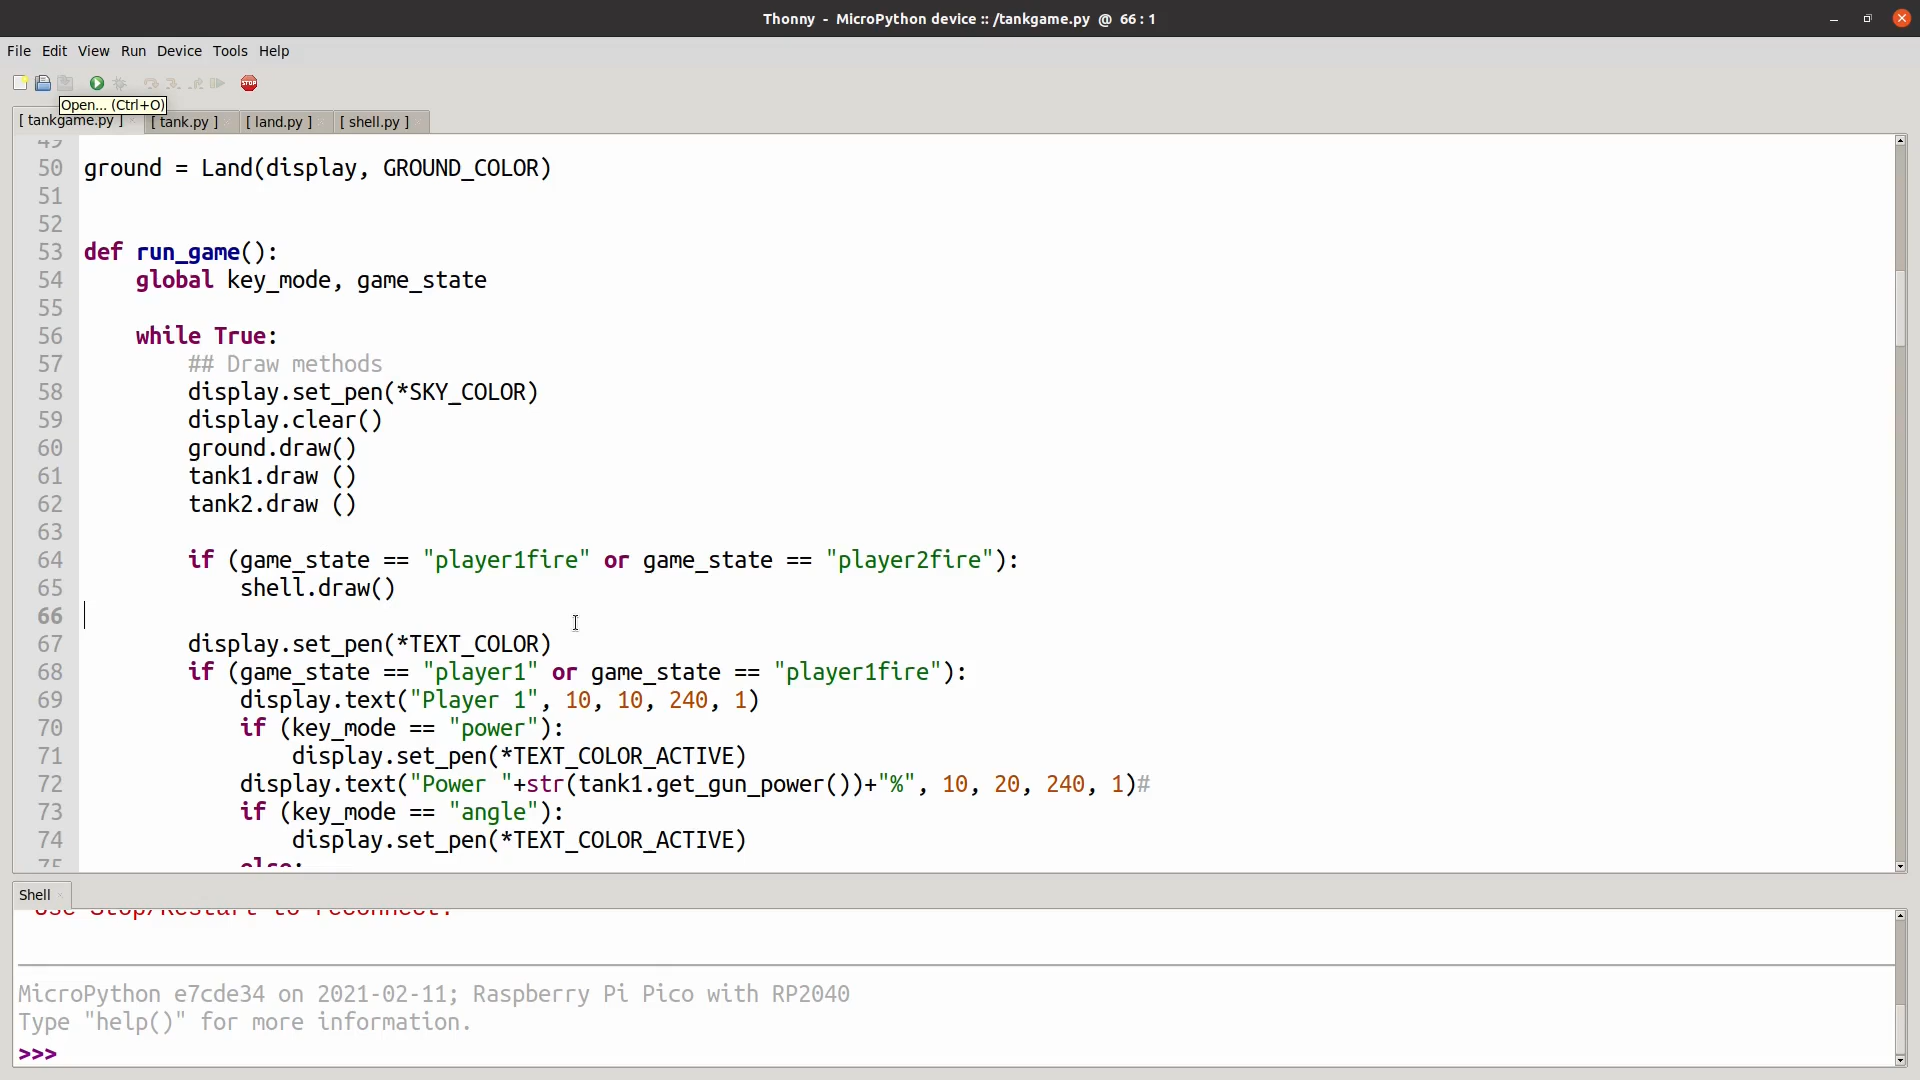 Thonny - MicroPython device :: /tankgame.py @ 66 : 1
File Edit View Run Device Tools Help
STOP
Open... (Ctrl+O)
[ tankgame.py ] [ tank.py ] [ land.py ] [ shell.py ]
49
50 ground = Land(display, GROUND_COLOR)
51
52
53 def run_game():
54     global key_mode, game_state
55
56     while True:
57         ## Draw methods
58         display.set_pen(*SKY_COLOR)
59         display.clear()
60         ground.draw()
61         tank1.draw ()
62         tank2.draw ()
63
64         if (game_state == "player1fire" or game_state == "player2fire"):
65             shell.draw()
66
67         display.set_pen(*TEXT_COLOR)
68         if (game_state == "player1" or game_state == "player1fire"):
69             display.text("Player 1", 10, 10, 240, 1)
70             if (key_mode == "power"):
71                 display.set_pen(*TEXT_COLOR_ACTIVE)
72             display.text("Power "+str(tank1.get_gun_power())+"%", 10, 20, 240, 1)#
73             if (key_mode == "angle"):
74                 display.set_pen(*TEXT_COLOR_ACTIVE)
75             else:
Shell
Use Stop/Restart to reconnect.
MicroPython e7cde34 on 2021-02-11; Raspberry Pi Pico with RP2040
Type "help()" for more information.
>>>